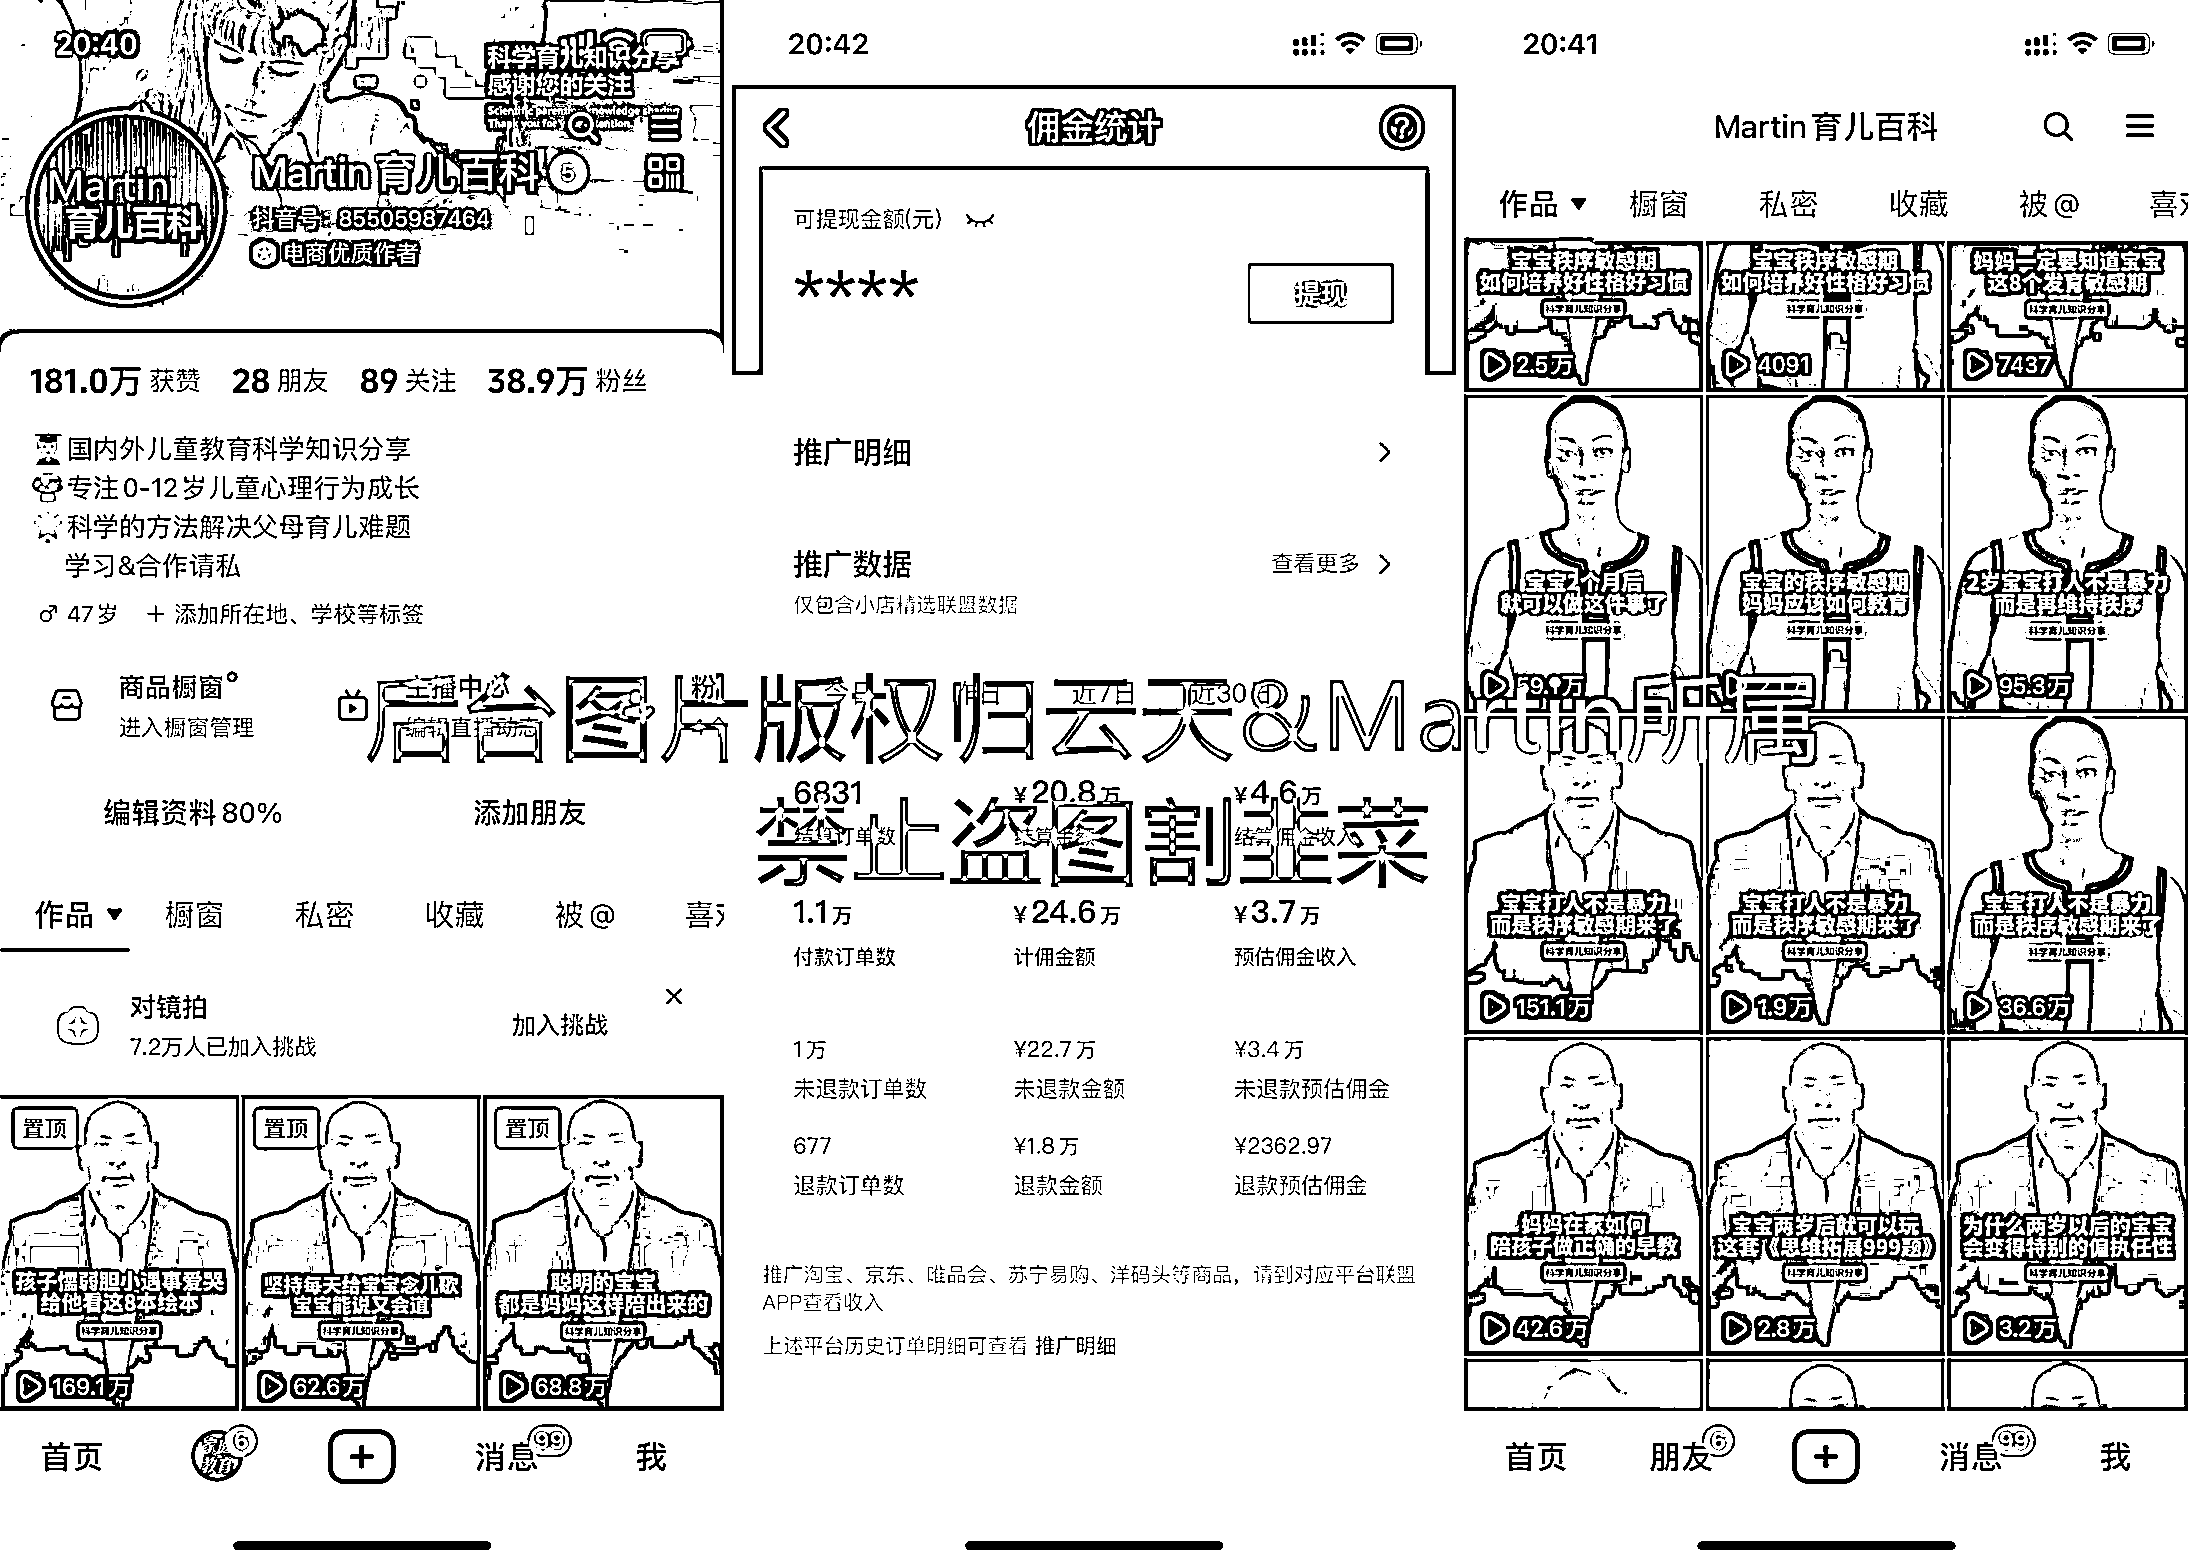 20:40
科学育儿知识分享
感谢您的关注
Martin育儿百科
Martin
育儿百科
5
抖音号: 85505987464
电商优质作者
181.0万 获赞 28 朋友 89 关注 38.9万 粉丝
国内外儿童教育科学知识分享
专注0-12岁儿童心理行为成长
科学的方法解决父母育儿难题
学习&合作请私
♂ 47岁 + 添加所在地、学校等标签
商品橱窗
进入橱窗管理
主播中心
编辑直播动态
编辑资料 80%
添加朋友
作品 橱窗 私密 收藏 被@
对镜拍
7.2万人已加入挑战
加入挑战
置顶
孩子懦弱胆小遇事爱哭
给他看这8本绘本
科学育儿知识分享
169.1万
置顶
坚持每天给宝宝念儿歌
宝宝能说又会道
科学育儿知识分享
62.6万
置顶
聪明的宝宝
都是妈妈这样陪出来的
科学育儿知识分享
68.8万
首页 6 消息 99 我
后台图片版权归云天&Martin所属
禁止盗图割韭菜
20:42
佣金统计
可提现金额(元)
****
提现
推广明细
推广数据
查看更多
仅包含小店精选联盟数据
近7日 近30日
6831 ¥20.8万 ¥4.6万
结算订单数 结算金额 结算佣金收入
1.1万 ¥24.6万 ¥3.7万
付款订单数 计佣金额 预估佣金收入
1万 ¥22.7万 ¥3.4万
未退款订单数 未退款金额 未退款预估佣金
677 ¥1.8万 ¥2362.97
退款订单数 退款金额 退款预估佣金
推广淘宝、京东、唯品会、苏宁易购、洋码头等商品，请到对应平台联盟
APP查看收入
上述平台历史订单明细可查看 推广明细
20:41
Martin育儿百科
作品 橱窗 私密 收藏 被@
宝宝秩序敏感期
如何培养好性格好习惯
科学育儿知识分享
2.5万
宝宝秩序敏感期
如何培养好性格好习惯
科学育儿知识分享
4091
妈妈一定要知道宝宝
这8个发育敏感期
科学育儿知识分享
7437
宝宝2个月后
就可以做这件事了
科学育儿知识分享
宝宝的秩序敏感期
妈妈应该如何教育
科学育儿知识分享
2岁宝宝打人不是暴力
而是再维持秩序
科学育儿知识分享
95.3万
宝宝打人不是暴力
而是秩序敏感期来了
科学育儿知识分享
151.1万
宝宝打人不是暴力
而是秩序敏感期来了
科学育儿知识分享
1.9万
宝宝打人不是暴力
而是秩序敏感期来了
科学育儿知识分享
36.6万
妈妈在家如何
陪孩子做正确的早教
科学育儿知识分享
42.6万
宝宝两岁后就可以玩
这套《思维拓展999题》
科学育儿知识分享
2.8万
为什么两岁以后的宝宝
会变得特别的偏执任性
科学育儿知识分享
3.2万
首页 朋友 6 消息 99 我